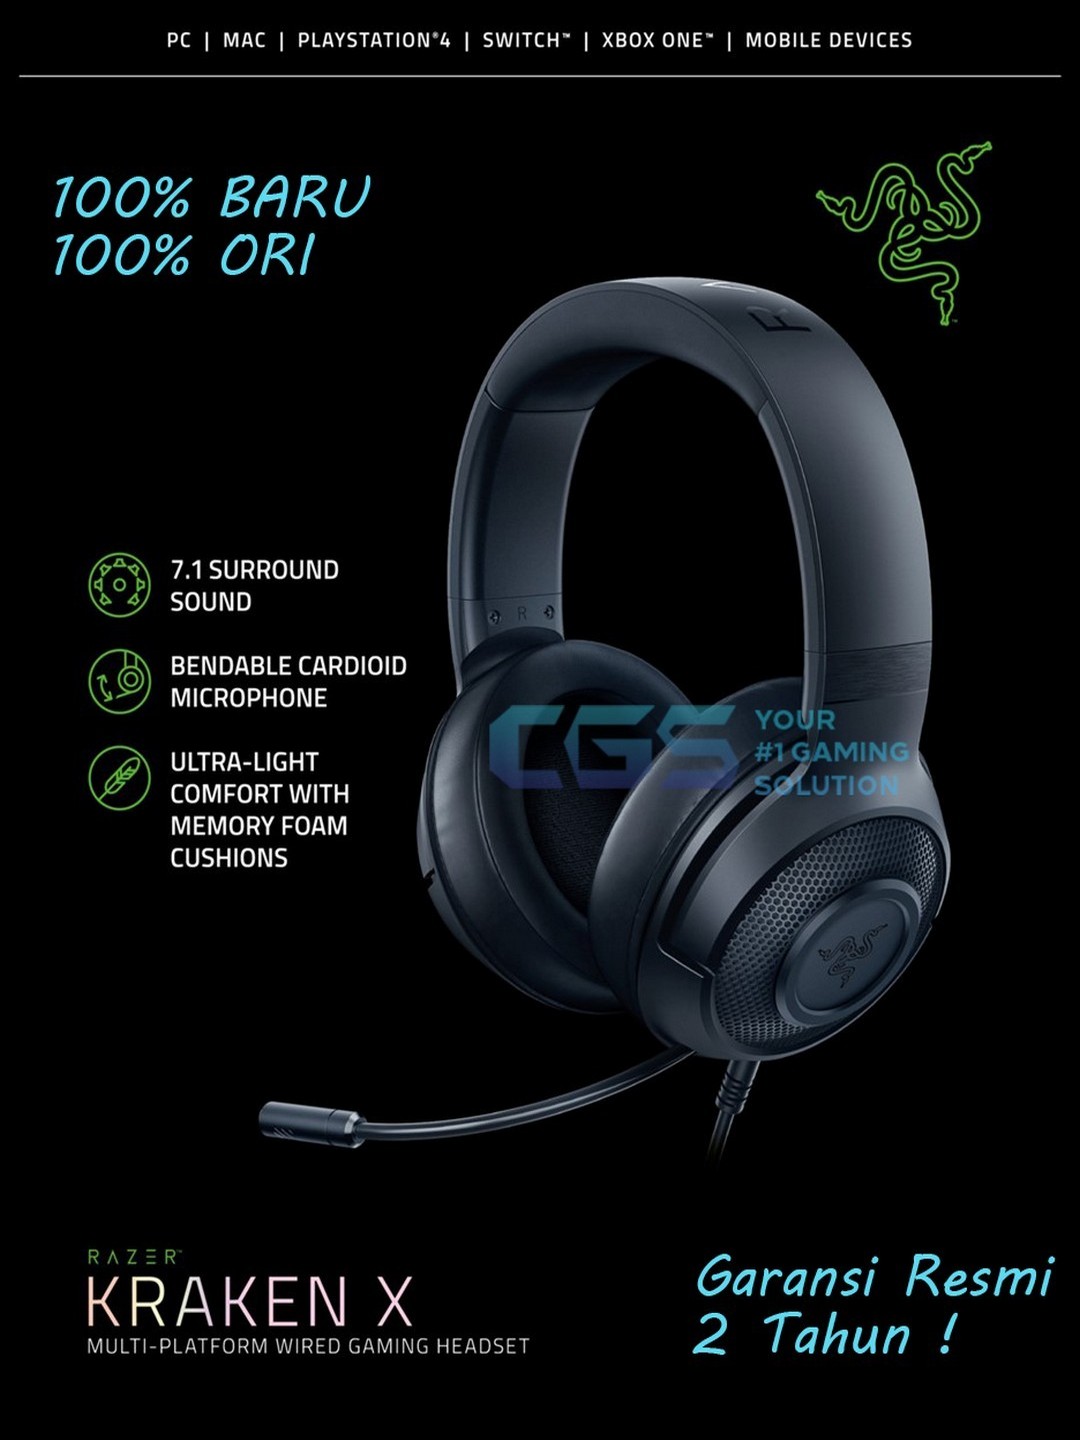 PC | MAC | PLAYSTATION®4 | SWITCH™ | XBOX ONE™ | MOBILE DEVICES
100% BARU
100% ORI
R
R
7.1 SURROUND
SOUND
BENDABLE CARDIOID
MICROPHONE
ULTRA-LIGHT
COMFORT WITH
MEMORY FOAM
CUSHIONS
CGS
YOUR
#1 GAMING
SOLUTION
RAZER™
KRAKEN X
MULTI-PLATFORM WIRED GAMING HEADSET
Garansi Resmi
2 Tahun !